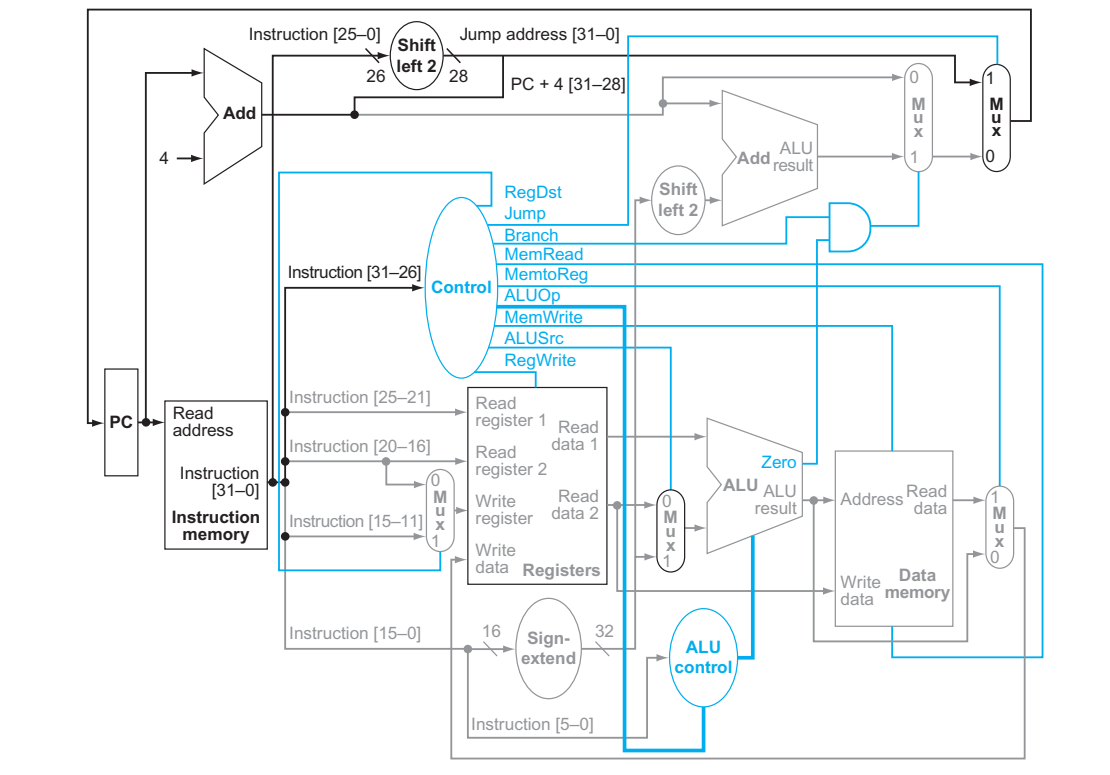 Instruction [25–0]
Shift
left 2
Jump address [31–0]
26
28
PC + 4 [31–28]
Add
4
0
M
u
x
1
1
M
u
x
0
Add
ALU
result
Shift
left 2
RegDst
Jump
Branch
MemRead
MemtoReg
ALUOp
MemWrite
ALUSrc
RegWrite
Instruction [31–26]
Control
PC
Read
address
Instruction
[31–0]
Instruction
memory
Instruction [25–21]
Instruction [20–16]
Instruction [15–11]
0
M
u
x
1
Read
register 1
Read
register 2
Write
register
Write
data
Read
data 1
Read
data 2
Registers
0
M
u
x
1
Zero
ALU
ALU
result
Address
Read
data
Write
data
Data
memory
1
M
u
x
0
Instruction [15–0]
16
Sign-
extend
32
ALU
control
Instruction [5–0]